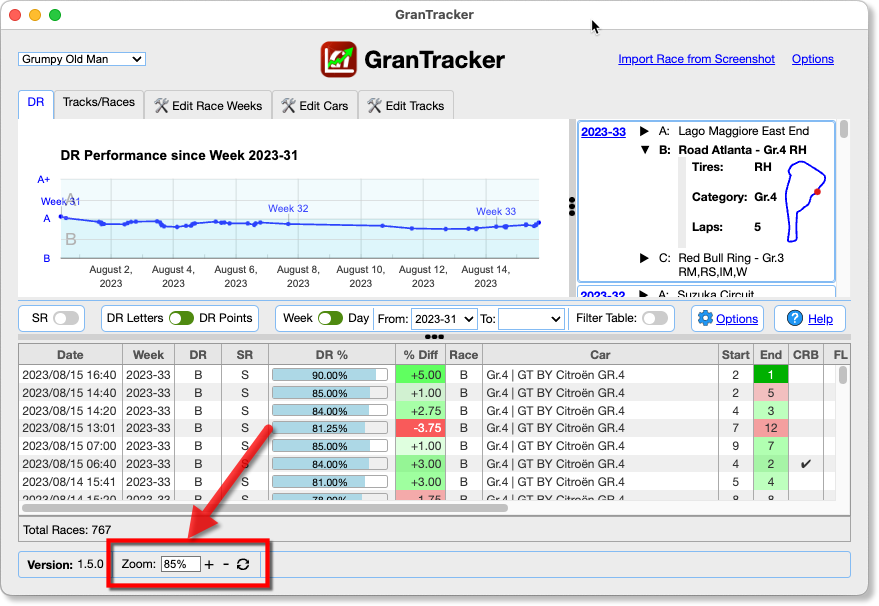 GranTracker
Grumpy Old Man
GranTracker
Import Race from Screenshot Options
DR Tracks/Races Edit Race Weeks Edit Cars Edit Tracks
DR Performance since Week 2023-31
A+
A
B
A
B
Week 31
Week 32
Week 33
August 2, 2023
August 4, 2023
August 6, 2023
August 8, 2023
August 10, 2023
August 12, 2023
August 14, 2023
2023-33 ▶ A: Lago Maggiore East End
▼ B: Road Atlanta - Gr.4 RH
Tires: RH
Category: Gr.4
Laps: 5
▶ C: Red Bull Ring - Gr.3
RM,RS,IM,W
2023-32 ▶ A: Suzuka Circuit
SR DR Letters DR Points Week Day From: 2023-31 To: Filter Table: Options Help
Date Week DR SR DR % % Diff Race Car Start End CRB FL
2023/08/15 16:40 2023-33 B S 90.00% +5.00 B Gr.4 | GT BY Citroën GR.4 2 1
2023/08/15 14:40 2023-33 B S 85.00% +1.00 B Gr.4 | GT BY Citroën GR.4 2 5
2023/08/15 14:20 2023-33 B S 84.00% +2.75 B Gr.4 | GT BY Citroën GR.4 4 3
2023/08/15 13:01 2023-33 B S 81.25% -3.75 B Gr.4 | GT BY Citroën GR.4 7 12
2023/08/15 07:00 2023-33 B S 85.00% +1.00 B Gr.4 | GT BY Citroën GR.4 9 7
2023/08/15 06:40 2023-33 B S 84.00% +3.00 B Gr.4 | GT BY Citroën GR.4 4 2 ✔
2023/08/14 15:41 2023-33 B S 81.00% +3.00 B Gr.4 | GT BY Citroën GR.4 5 4
2023/08/14 15:20 2023-33 B S 78.00% 1.75 B Gr.4 | GT BY Citroën GR.4 8 8
Total Races: 767
Version: 1.5.0 Zoom: 85% + -